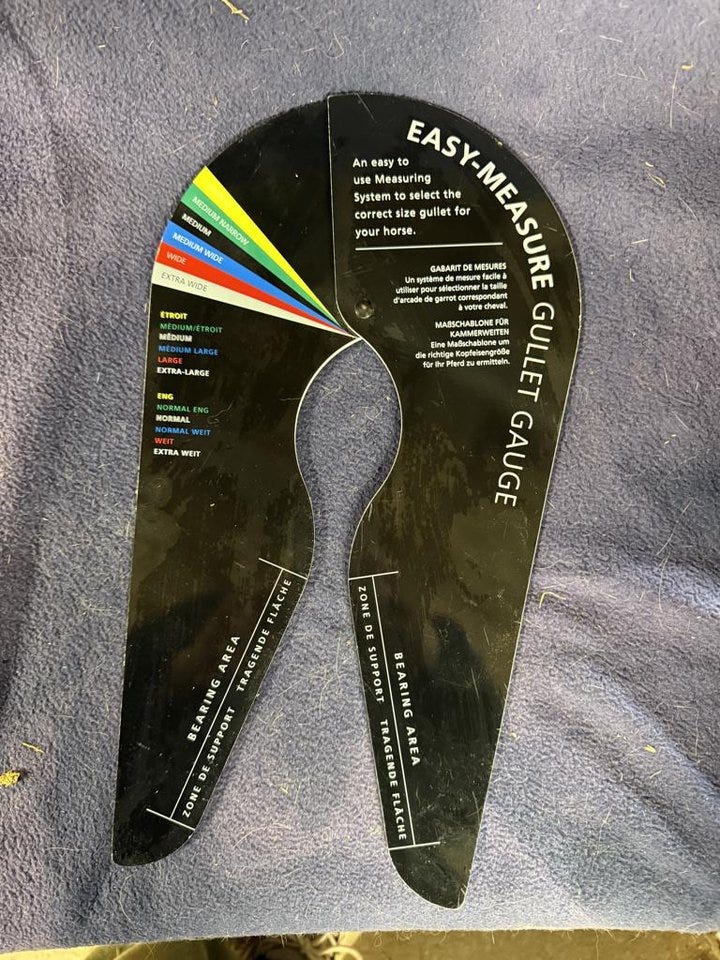 EASY-MEASURE GULLET GAUGE
An easy to
use Measuring
System to select the
correct size gullet for
your horse.
GABARIT DE MESURES
Un système de mesure facile à
utiliser pour sélectionner la taille
d'arcade de garrot correspondant
à votre cheval.
MAßSCHABLONE FÜR
KAMMERWEITEN
Eine Maßschablone um
die richtige Kopfeisengröße
für Ihr Pferd zu ermitteln.
MEDIUM NARROW
MEDIUM
MEDIUM WIDE
WIDE
EXTRA WIDE
ÉTROIT
MÉDIUM/ÉTROIT
MÉDIUM
MÉDIUM LARGE
LARGE
EXTRA-LARGE
ENG
NORMAL ENG
NORMAL
NORMAL WEIT
WEIT
EXTRA WEIT
BEARING AREA
ZONE DE SUPPORT TRAGENDE FLÄCHE
BEARING AREA
ZONE DE SUPPORT TRAGENDE FLÄCHE